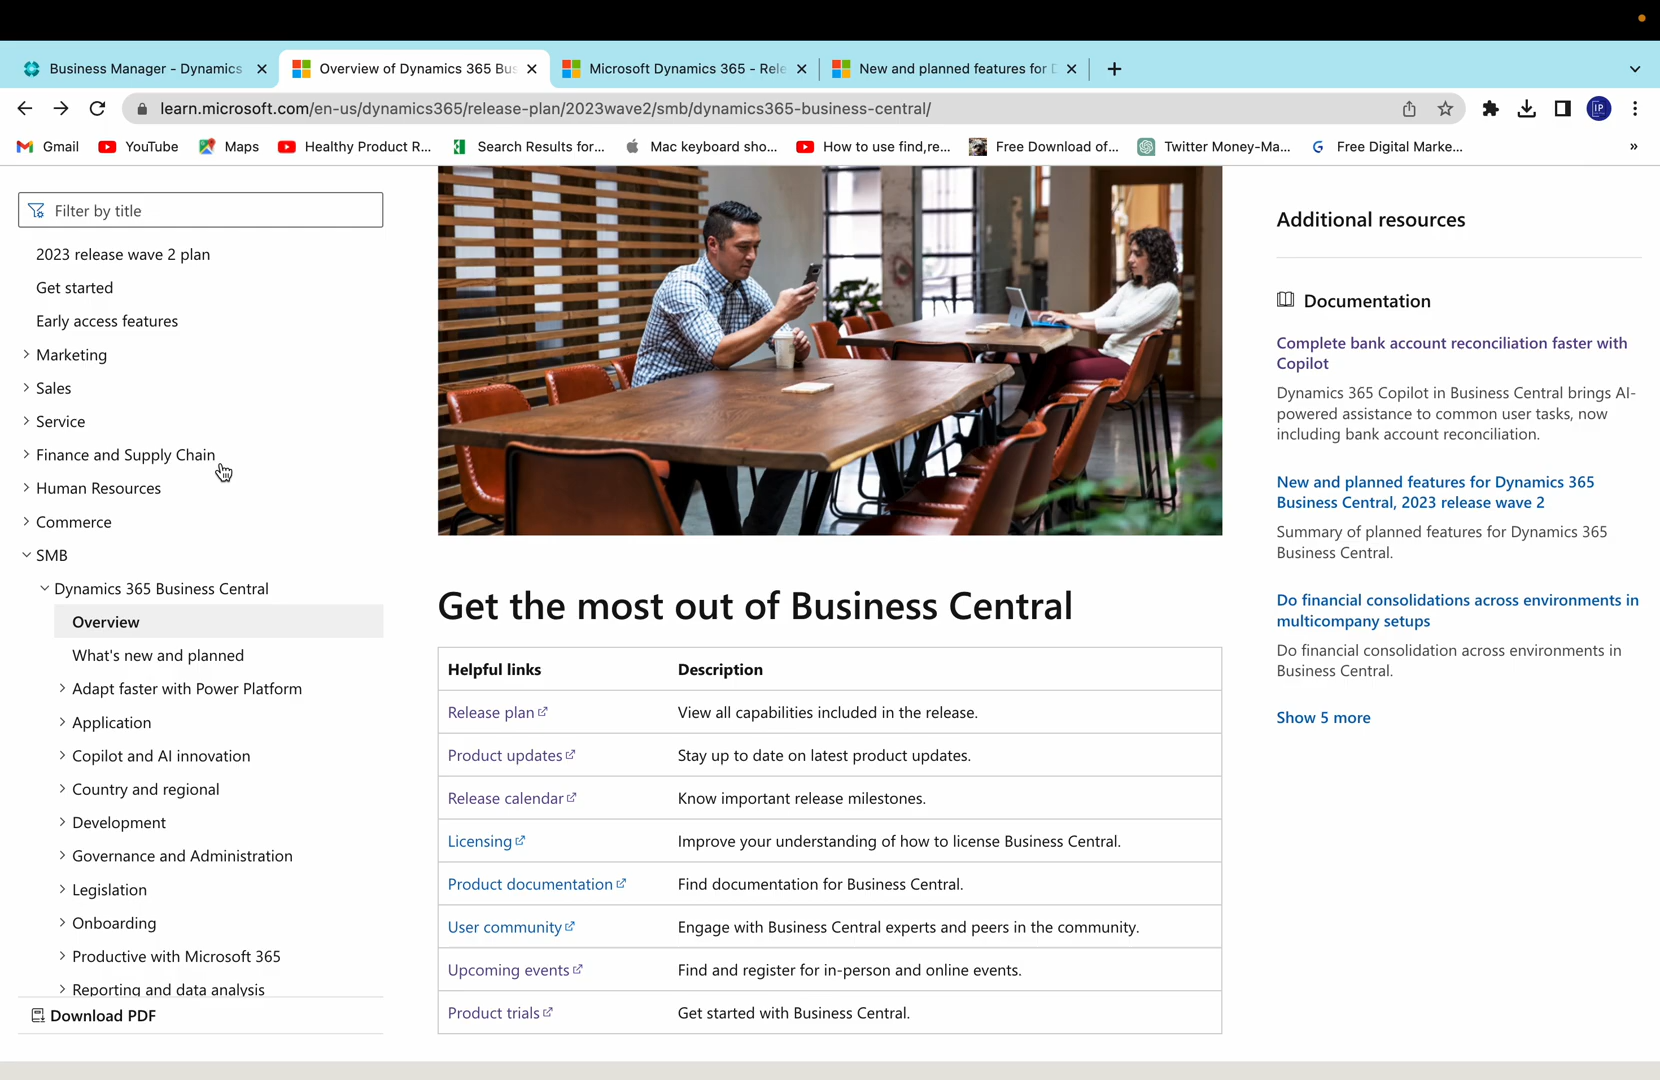 Business Manager - Dynamics
Overview of Dynamics 365 Bus
Microsoft Dynamics 365 - Rele
New and planned features for D
learn.microsoft.com/en-us/dynamics365/release-plan/2023wave2/smb/dynamics365-business-central/
Gmail
YouTube
Maps
Healthy Product R...
Search Results for...
Mac keyboard sho...
How to use find,re...
Free Download of...
Twitter Money-Ma...
Free Digital Marke...
»
Filter by title
2023 release wave 2 plan
Get started
Early access features
Marketing
Sales
Service
Finance and Supply Chain
Human Resources
Commerce
SMB
Dynamics 365 Business Central
Overview
What's new and planned
Adapt faster with Power Platform
Application
Copilot and AI innovation
Country and regional
Development
Governance and Administration
Legislation
Onboarding
Productive with Microsoft 365
Reporting and data analysis
Download PDF
Get the most out of Business Central
Helpful links Description
Release plan View all capabilities included in the release.
Product updates Stay up to date on latest product updates.
Release calendar Know important release milestones.
Licensing Improve your understanding of how to license Business Central.
Product documentation Find documentation for Business Central.
User community Engage with Business Central experts and peers in the community.
Upcoming events Find and register for in-person and online events.
Product trials Get started with Business Central.
Additional resources
Documentation
Complete bank account reconciliation faster with
Copilot
Dynamics 365 Copilot in Business Central brings AI-
powered assistance to common user tasks, now
including bank account reconciliation.
New and planned features for Dynamics 365
Business Central, 2023 release wave 2
Summary of planned features for Dynamics 365
Business Central.
Do financial consolidations across environments in
multicompany setups
Do financial consolidation across environments in
Business Central.
Show 5 more